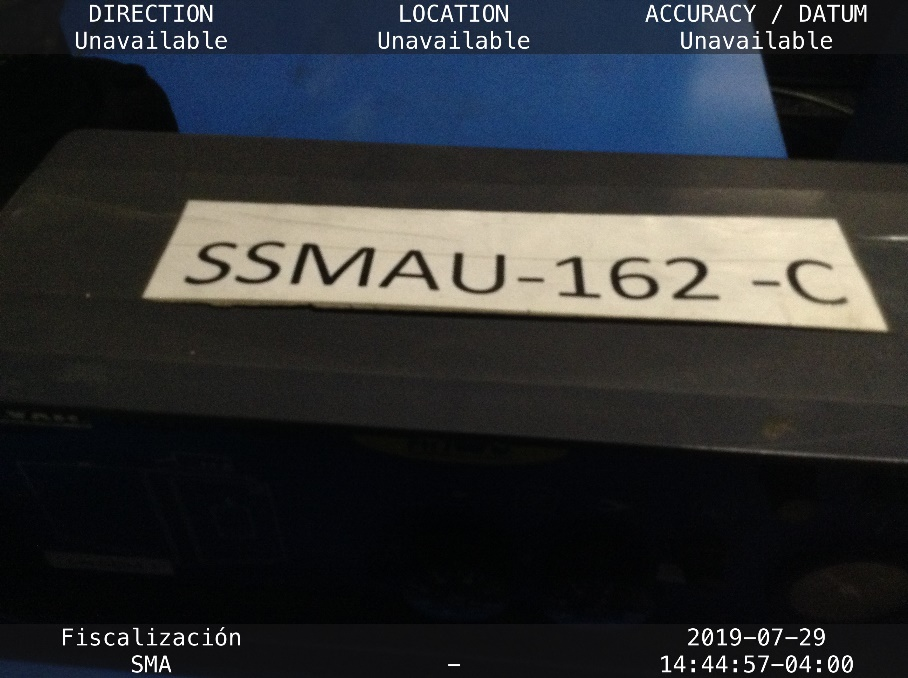 DIRECTION
Unavailable
LOCATION
Unavailable
ACCURACY / DATUM
Unavailable
SSMAU-162 -C
Fiscalización
SMA
-
2019-07-29
14:44:57-04:00